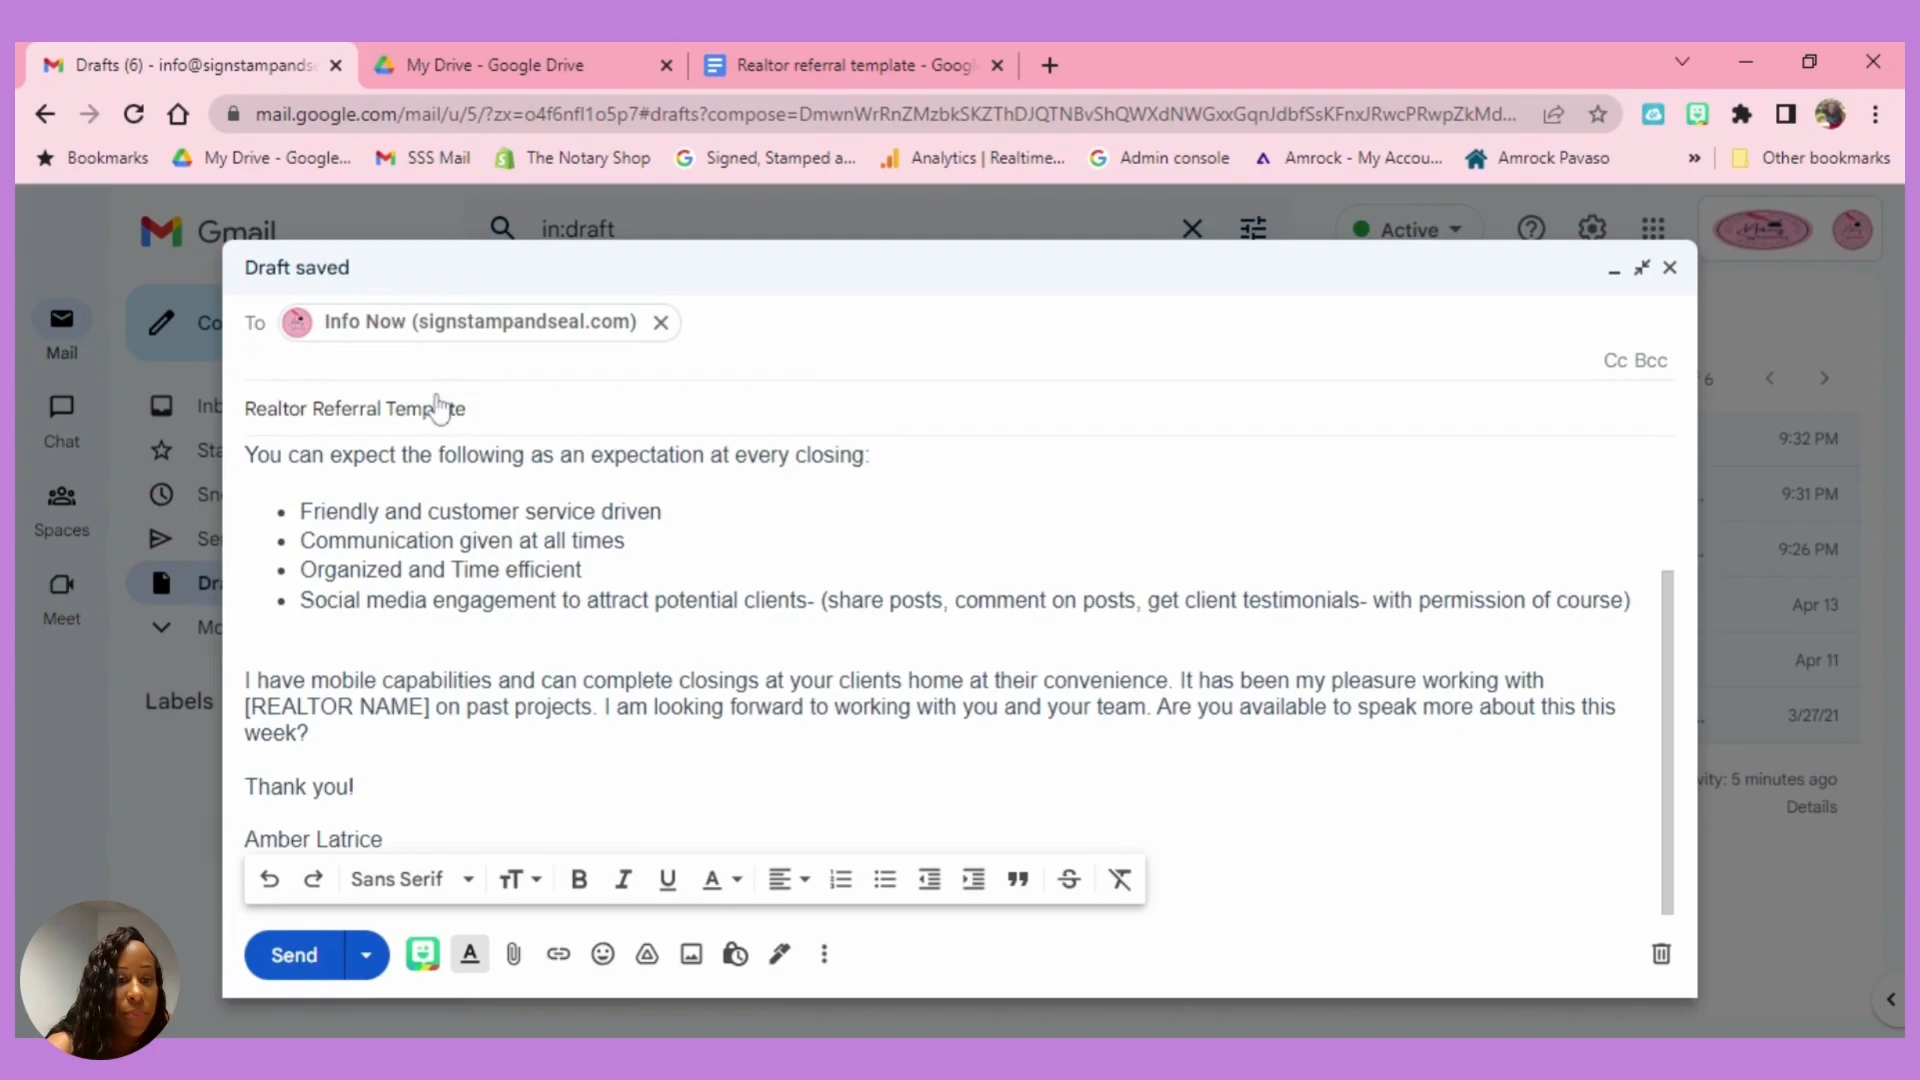 Drafts (6) - info@signstampands
My Drive - Google Drive
Realtor referral template - Goog
mail.google.com/mail/u/5/?zx=o4f6nfl1o5p7#drafts?compose=DmwnWrRnZMzbkSKZThDJQTNBvShQWXdNWGxxGqnJdbfSsKFnxJRwcPRwpZkMd...
Bookmarks
My Drive - Google...
SSS Mail
The Notary Shop
Signed, Stamped a...
Analytics | Realtime...
Admin console
Amrock - My Accou...
Amrock Pavaso
»
Other bookmarks
Gmail
in:draft
Active
Draft saved
To
Info Now (signstampandseal.com)
Cc Bcc
Realtor Referral Template
You can expect the following as an expectation at every closing:
• Friendly and customer service driven
• Communication given at all times
• Organized and Time efficient
• Social media engagement to attract potential clients- (share posts, comment on posts, get client testimonials- with permission of course)
I have mobile capabilities and can complete closings at your clients home at their convenience. It has been my pleasure working with
[REALTOR NAME] on past projects. I am looking forward to working with you and your team. Are you available to speak more about this this
week?
Thank you!
Amber Latrice
Sans Serif
Send
Mail
Chat
Spaces
Meet
Co
Inb
Sta
Sn
Se
Dr
Mo
Labels
6
9:32 PM
9:31 PM
9:26 PM
Apr 13
Apr 11
3/27/21
vity: 5 minutes ago
Details